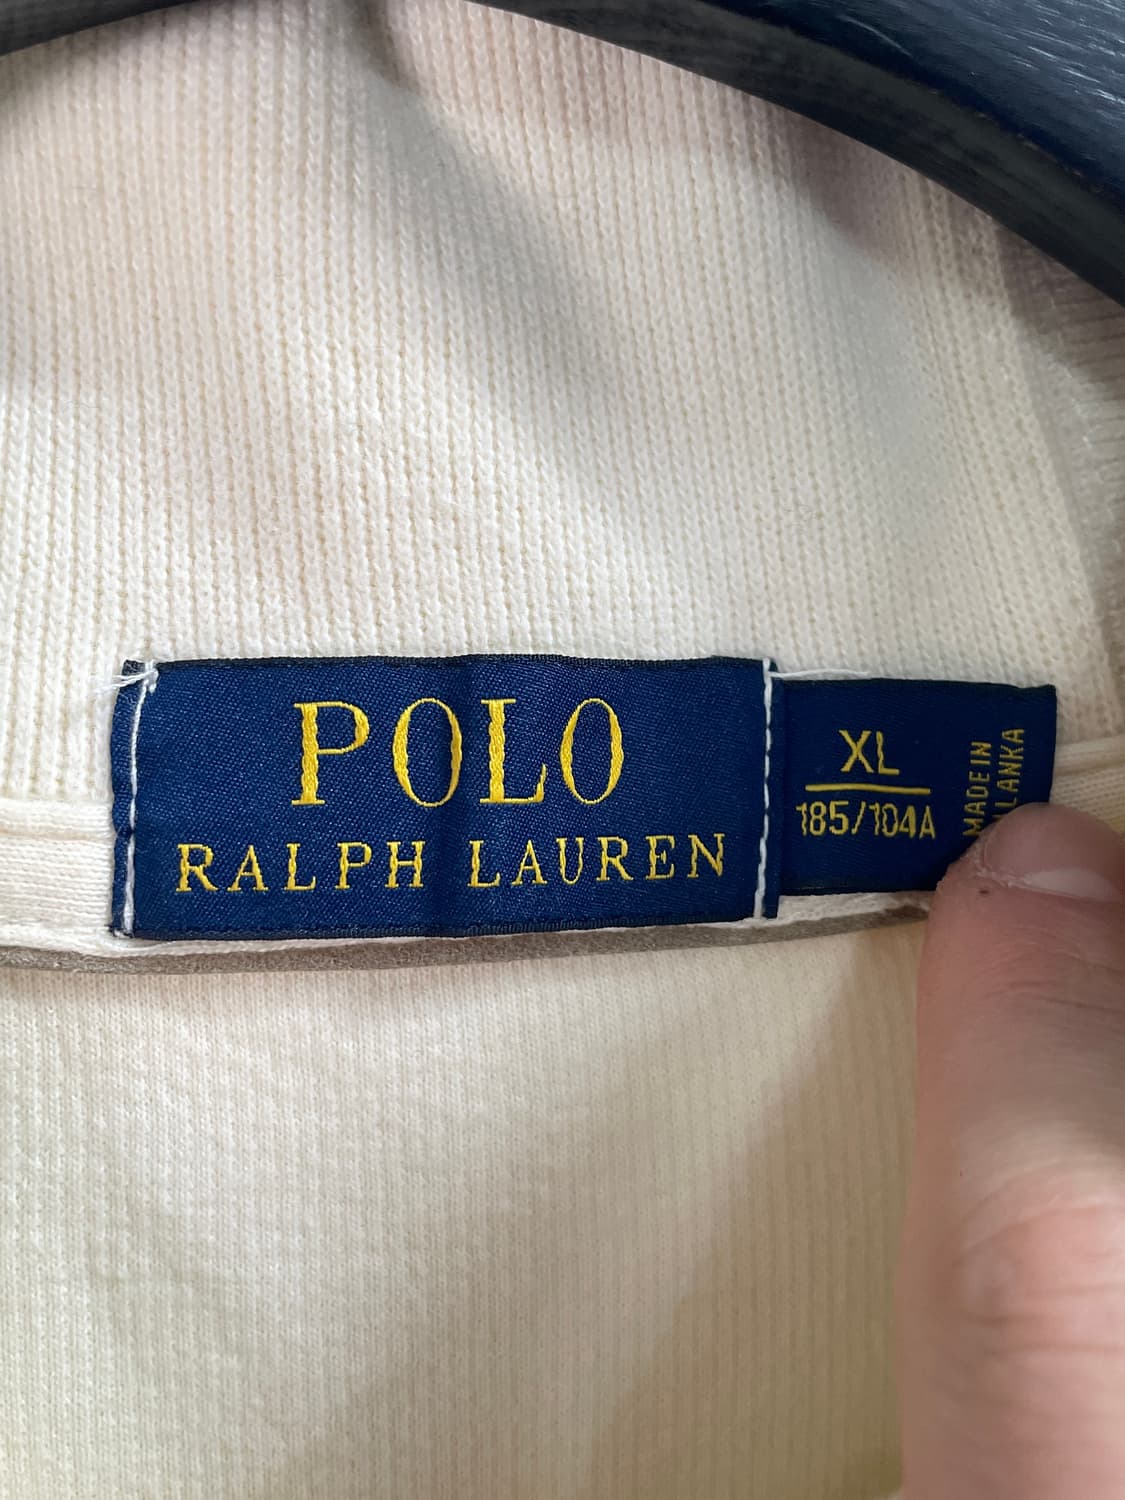 POLO
RALPH LAUREN
XL
185/104A
MADE IN
LANKA